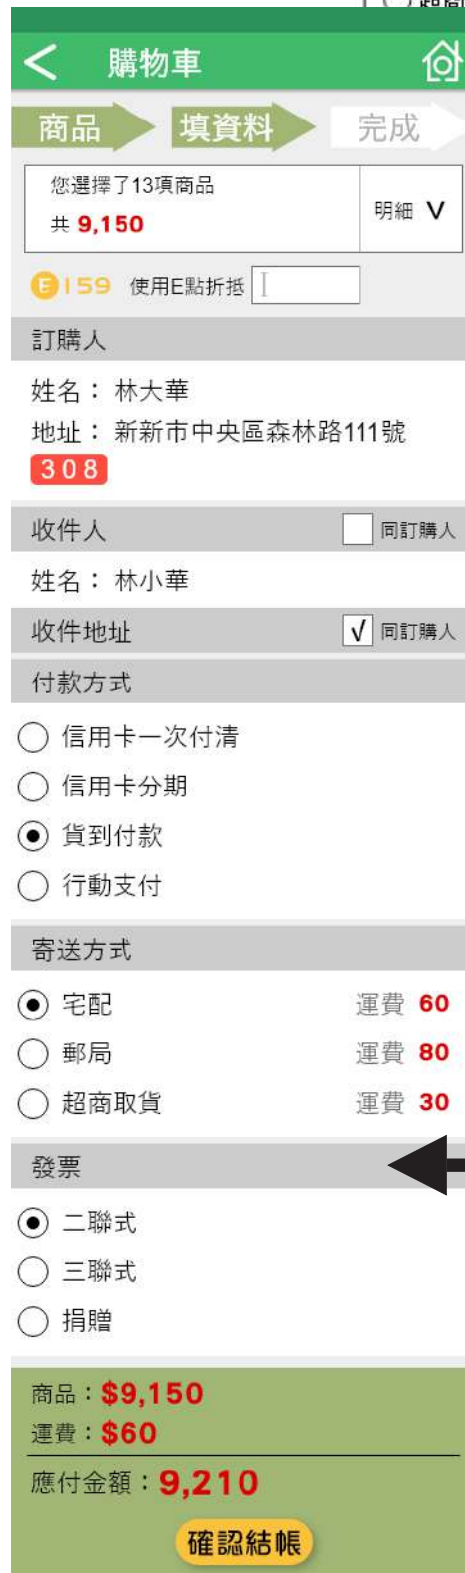 購物車
商品 填資料 完成
您選擇了13項商品
共 9,150
明細 V
E 159 使用E點折抵
訂購人
姓名： 林大華
地址： 新新市中央區森林路111號
308
收件人 同訂購人
姓名： 林小華
收件地址 √ 同訂購人
付款方式
信用卡一次付清
信用卡分期
貨到付款
行動支付
寄送方式
宅配 運費 60
郵局 運費 80
超商取貨 運費 30
發票
二聯式
三聯式
捐贈
商品：$9,150
運費：$60
應付金額：9,210
確認結帳